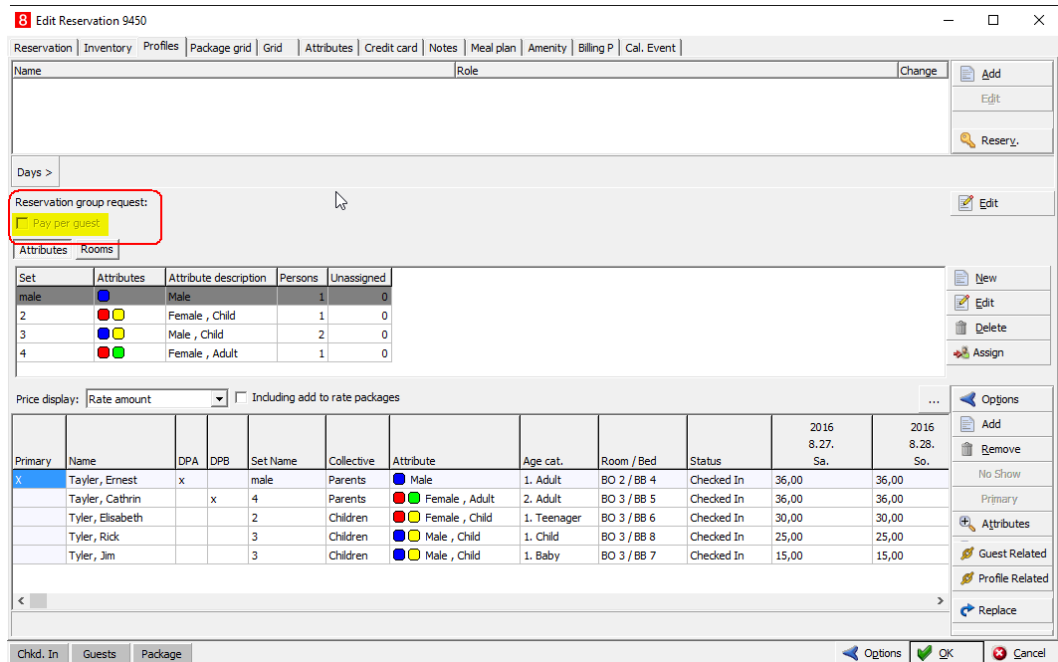 8 Edit Reservation 9450
Reservation Inventory Profiles Package grid Grid Attributes Credit card Notes Meal plan Amenity Billing P Cal. Event
Name Role Change
Add
Edit
Reserv.
Days >
Reservation group request:
Edit
Pay per guest
Attributes Rooms
Set Attributes Attribute description Persons Unassigned
New
male Male 1 0
Edit
2 Female , Child 1 0
Delete
3 Male , Child 2 0
4 Female , Adult 1 0
Assign
Price display: Rate amount Including add to rate packages ... Options
Add
Remove
No Show
Primary
Primary Name DPA DPB Set Name Collective Attribute Age cat. Room / Bed Status 2016 8.27. Sa. 2016 8.28. So.
X Tayler, Ernest x male Parents Male 1. Adult BO 2 / BB 4 Checked In 36,00 36,00
Tayler, Cathrin x 4 Parents Female , Adult 2. Adult BO 3 / BB 5 Checked In 36,00 36,00
Tyler, Elisabeth 2 Children Female , Child 1. Teenager BO 3 / BB 6 Checked In 30,00 30,00
Attributes
Tyler, Rick 3 Children Male , Child 1. Child BO 3 / BB 8 Checked In 25,00 25,00
Tyler, Jim 3 Children Male , Child 1. Baby BO 3 / BB 7 Checked In 15,00 15,00
Guest Related
Profile Related
Replace
Chkd. In Guests Package Options OK Cancel